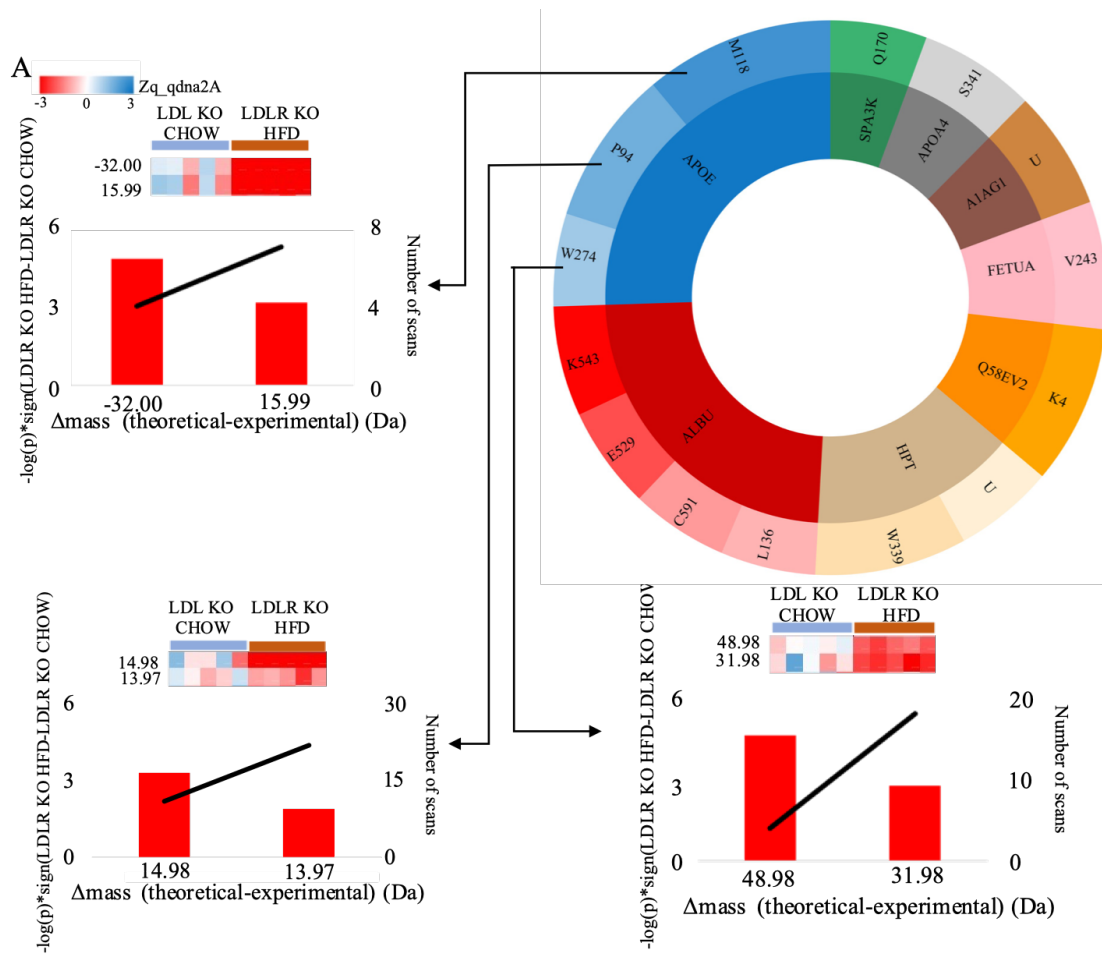 A
Zq_qdna2A
-3 0 3
LDL KO
CHOW
LDLR KO
HFD
-32.00
15.99
-log(p)*sign(LDLR KO HFD-LDLR KO CHOW)
6
3
0
8
4
0
Number of scans
-32.00 15.99
Δmass (theoretical-experimental) (Da)
M118
Q170
S341
U
V243
K4
U
W339
L136
C591
E529
K543
W274
P94
APOE
SPA3K
APOA4
A1AG1
FETUA
Q58EV2
HPT
ALBU
LDL KO
CHOW
LDLR KO
HFD
14.98
13.97
-log(p)*sign(LDLR KO HFD-LDLR KO CHOW)
6
3
0
30
15
0
Number of scans
14.98 13.97
Δmass (theoretical-experimental) (Da)
LDL KO
CHOW
LDLR KO
HFD
48.98
31.98
-log(p)*sign(LDLR KO HFD-LDLR KO CHOW
6
3
0
20
10
0
Number of scans
48.98 31.98
Δmass (theoretical-experimental) (Da)